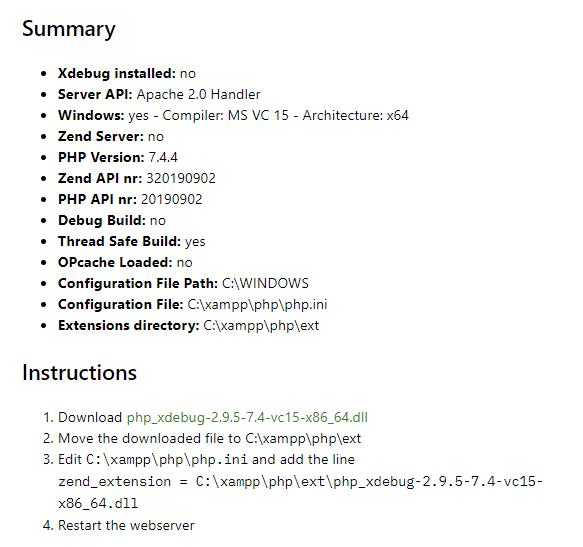 Summary
• Xdebug installed: no
• Server API: Apache 2.0 Handler
• Windows: yes - Compiler: MS VC 15 - Architecture: x64
• Zend Server: no
• PHP Version: 7.4.4
• Zend API nr: 320190902
• PHP API nr: 20190902
• Debug Build: no
• Thread Safe Build: yes
• OPcache Loaded: no
• Configuration File Path: C:\WINDOWS
• Configuration File: C:\xampp\php\php.ini
• Extensions directory: C:\xampp\php\ext
Instructions
1. Download php_xdebug-2.9.5-7.4-vc15-x86_64.dll
2. Move the downloaded file to C:\xampp\php\ext
3. Edit C:\xampp\php\php.ini and add the line
zend_extension = C:\xampp\php\ext\php_xdebug-2.9.5-7.4-vc15-
x86_64.dll
4. Restart the webserver